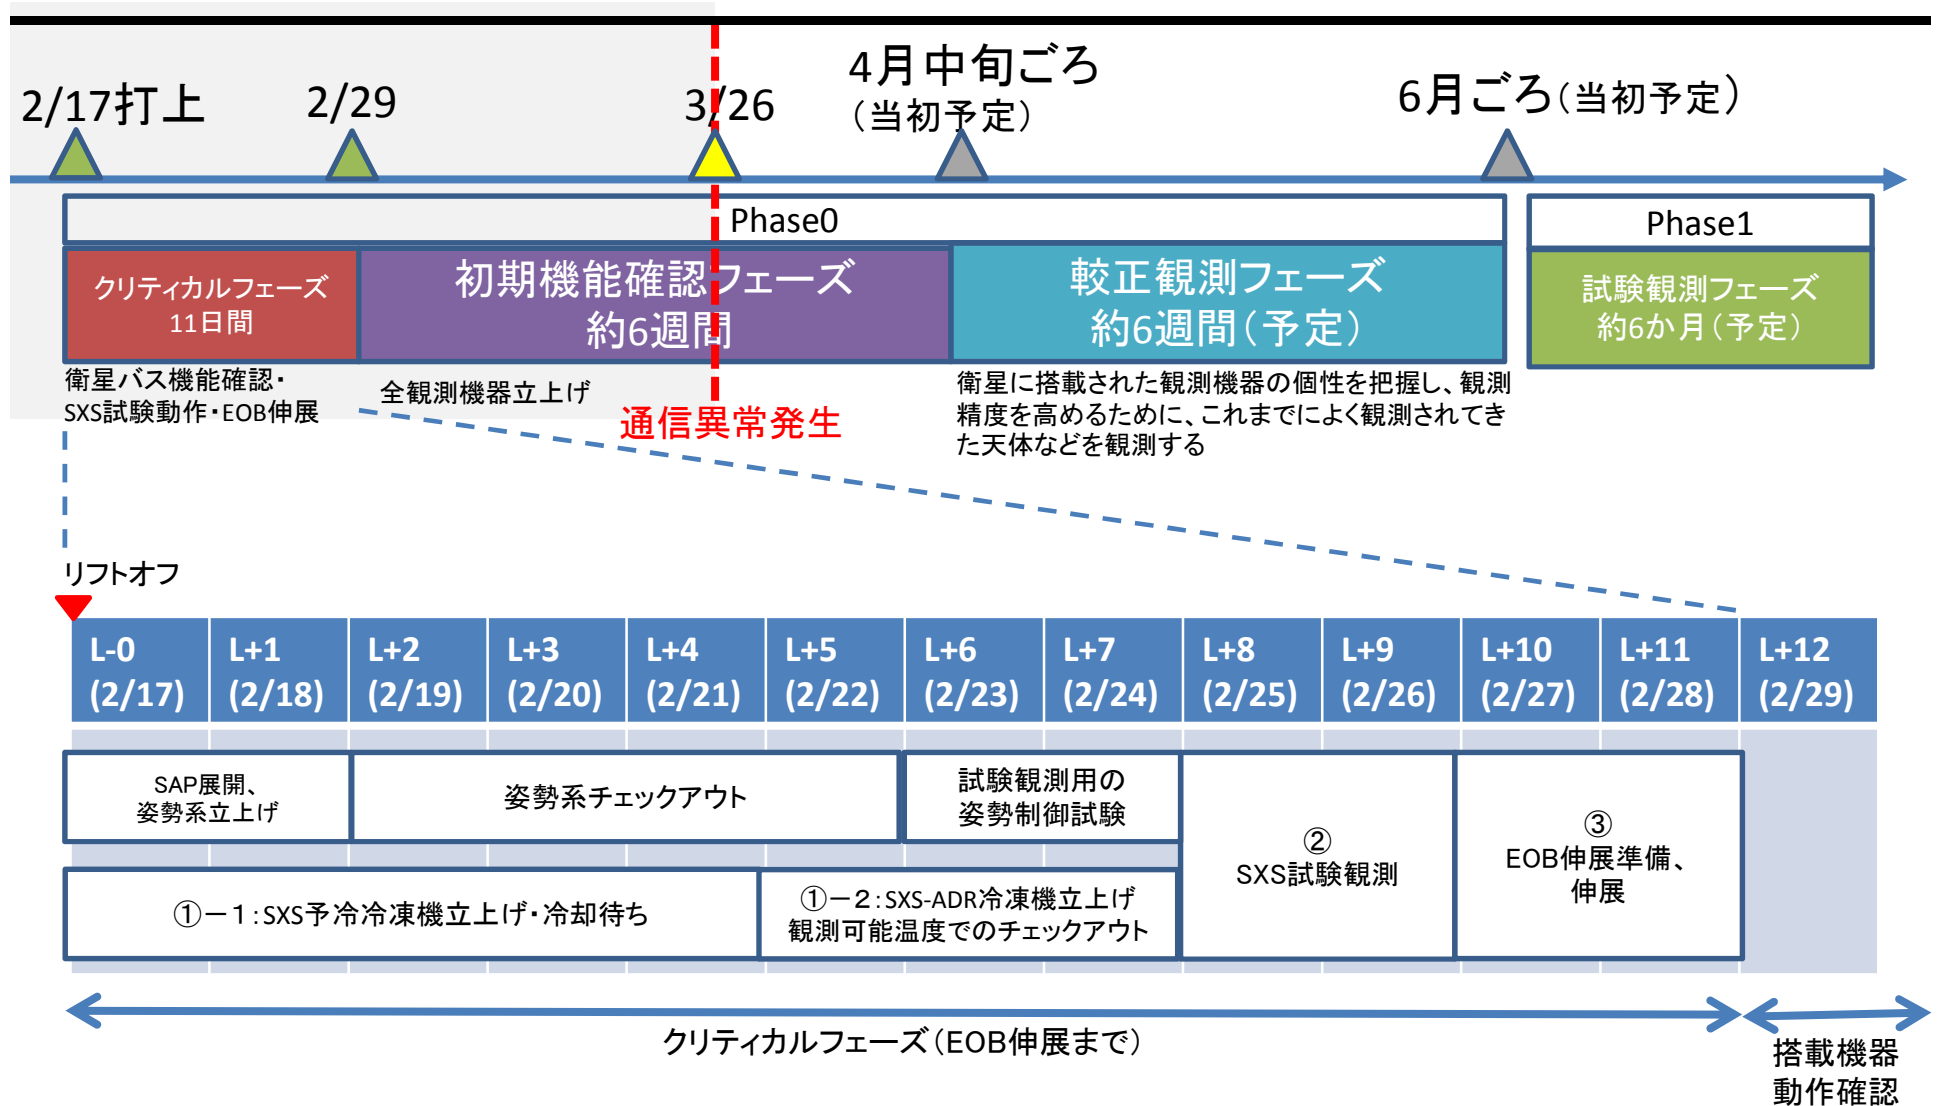 2/17打上
2/29
3/26
4月中旬ごろ
（当初予定）
6月ごろ（当初予定）
Phase0
Phase1
クリティカルフェーズ
11日間
初期機能確認フェーズ
約6週間
較正観測フェーズ
約6週間（予定）
試験観測フェーズ
約6か月（予定）
衛星バス機能確認・
SXS試験動作・EOB伸展
全観測機器立上げ
通信異常発生
衛星に搭載された観測機器の個性を把握し、観測
精度を高めるために、これまでによく観測されてき
た天体などを観測する
リフトオフ
L-0
(2/17)
L+1
(2/18)
L+2
(2/19)
L+3
(2/20)
L+4
(2/21)
L+5
(2/22)
L+6
(2/23)
L+7
(2/24)
L+8
(2/25)
L+9
(2/26)
L+10
(2/27)
L+11
(2/28)
L+12
(2/29)
SAP展開、
姿勢系立上げ
姿勢系チェックアウト
試験観測用の
姿勢制御試験
①－１：SXS予冷冷凍機立上げ・冷却待ち
①－２：SXS-ADR冷凍機立上げ
観測可能温度でのチェックアウト
②
SXS試験観測
③
EOB伸展準備、
伸展
クリティカルフェーズ（EOB伸展まで）
搭載機器
動作確認